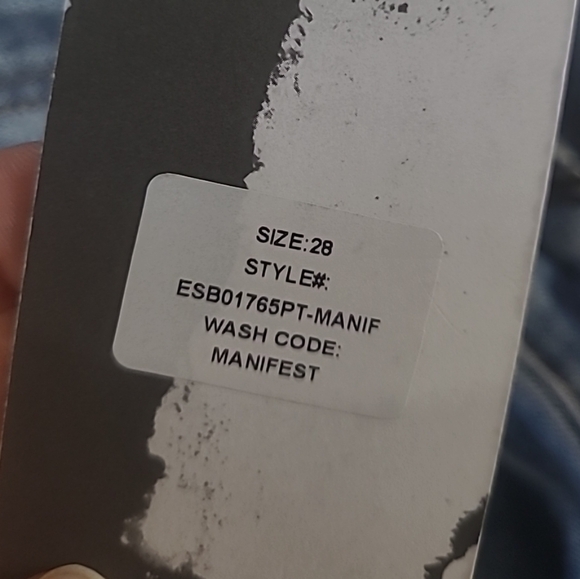 SIZE:28
STYLE#:
ESB01765PT-MANIF
WASH CODE:
MANIFEST